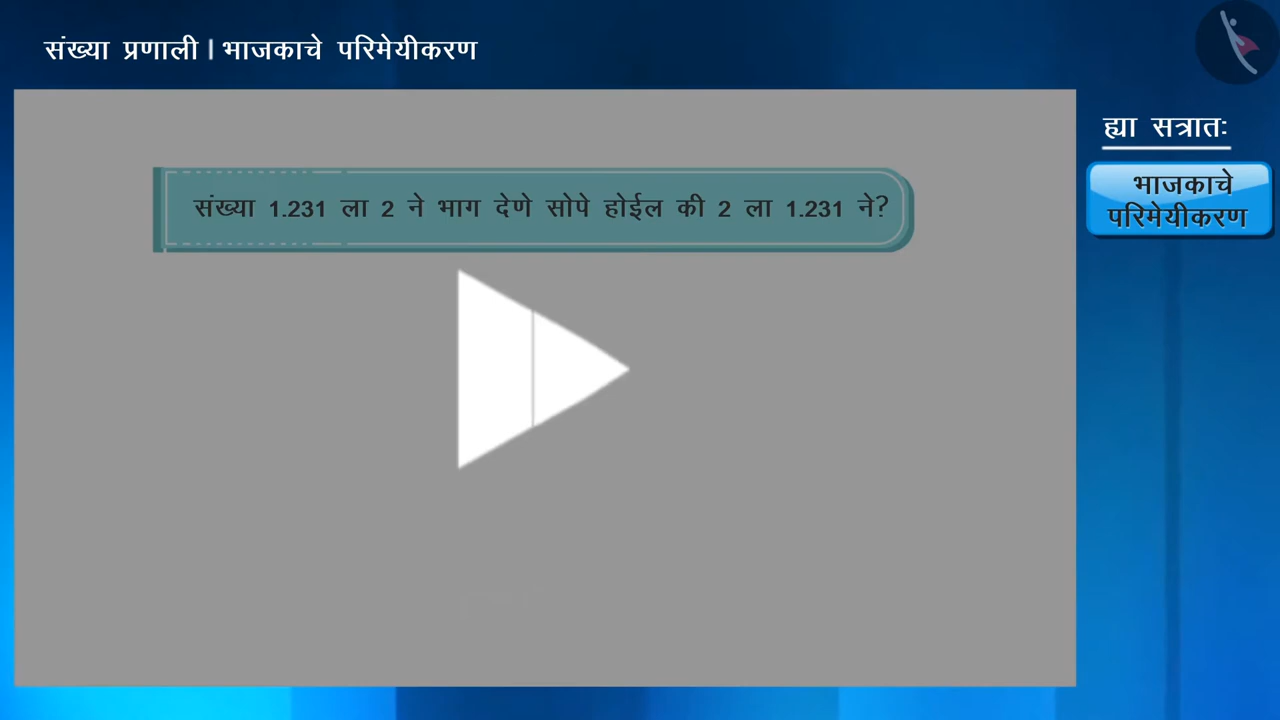 संख्या प्रणाली | भाजकाचे परिमेयीकरण
ह्या सत्रातः
भाजकाचे
परिमेयीकरण
संख्या 1.231 ला 2 ने भाग देणे सोपे होईल की 2 ला 1.231 ने?